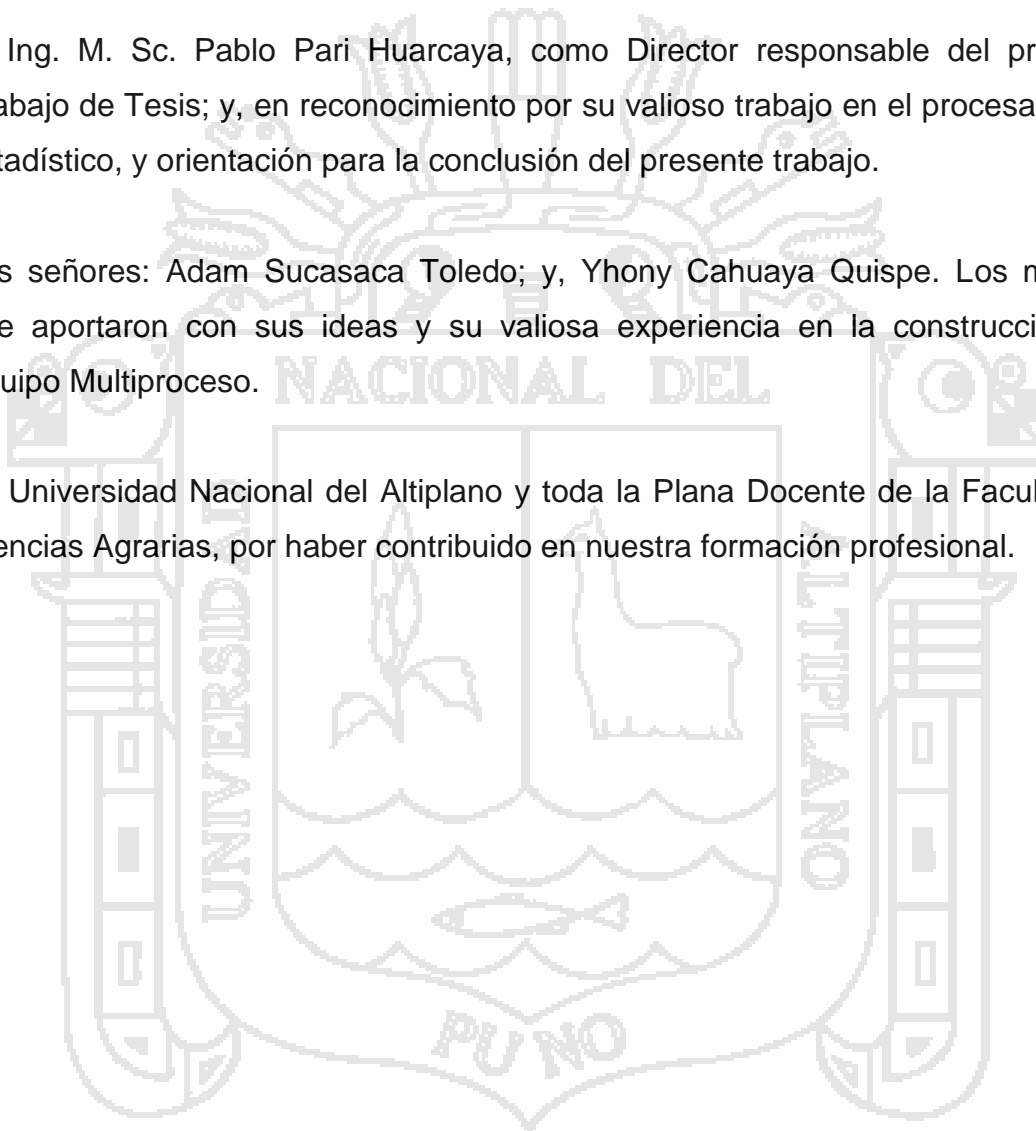 Ing. M. Sc. Pablo Pari Huarcaya, como Director responsable del pr
abajo de Tesis; y, en reconocimiento por su valioso trabajo en el procesa
tadístico, y orientación para la conclusión del presente trabajo.
s señores: Adam Sucasaca Toledo; y, Yhony Cahuaya Quispe. Los m
e aportaron con sus ideas y su valiosa experiencia en la construcci
uipo Multiproceso.
NACIONAL DEL
Universidad Nacional del Altiplano y toda la Plana Docente de la Facul
encias Agrarias, por haber contribuido en nuestra formación profesional.
UNIVERSIDAD
ALTIPLANO
PUNO